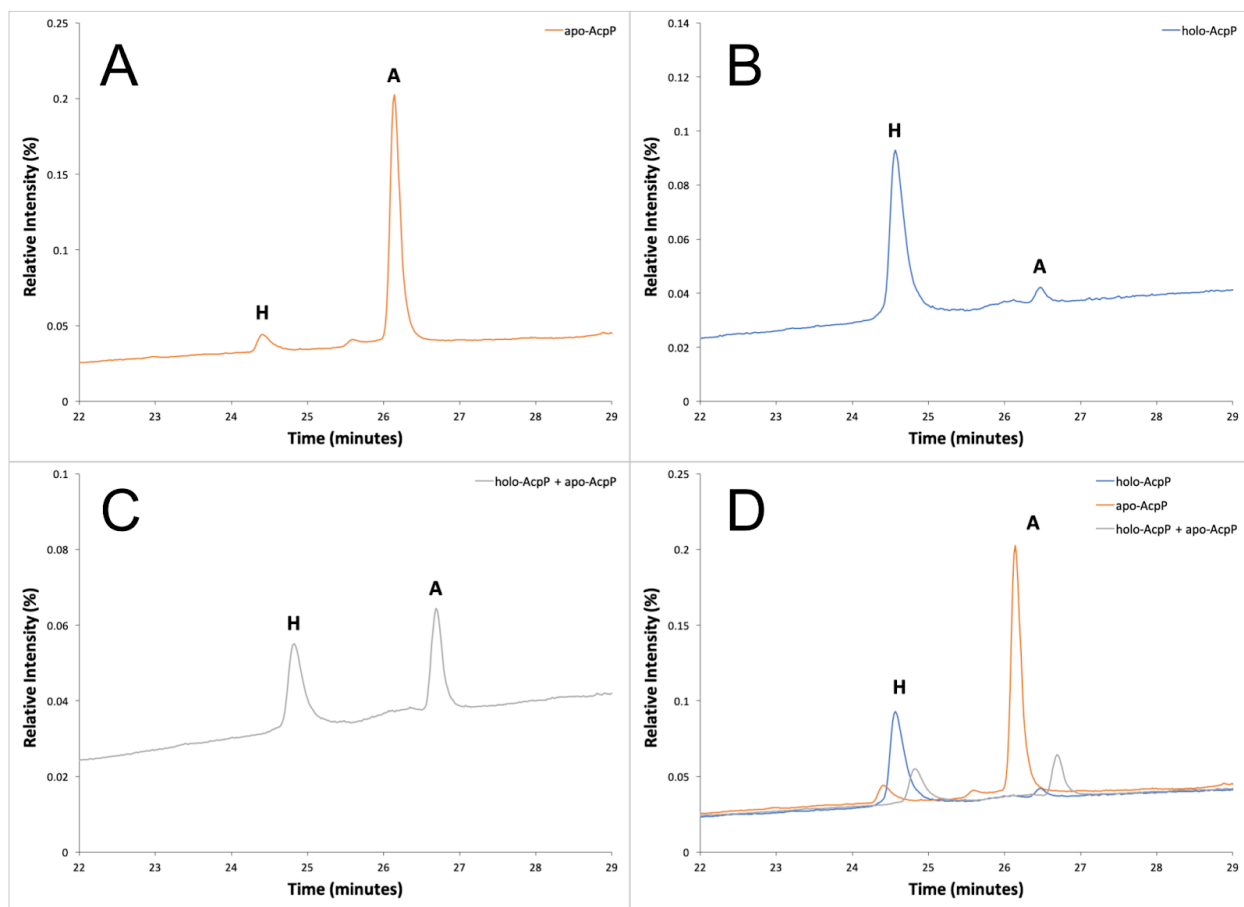 A
apo-AcpP
Relative Intensity (%)
0.25
0.2
0.15
0.1
0.05
0
H
A
22 23 24 25 26 27 28 29
Time (minutes)
B
holo-AcpP
Relative Intensity (%)
0.14
0.12
0.1
0.08
0.06
0.04
0.02
0
H
A
22 23 24 25 26 27 28 29
Time (minutes)
C
holo-AcpP + apo-AcpP
Relative Intensity (%)
0.1
0.08
0.06
0.04
0.02
0
H
A
22 23 24 25 26 27 28 29
Time (minutes)
D
holo-AcpP
apo-AcpP
holo-AcpP + apo-AcpP
Relative Intensity (%)
0.25
0.2
0.15
0.1
0.05
0
H
A
22 23 24 25 26 27 28 29
Time (minutes)